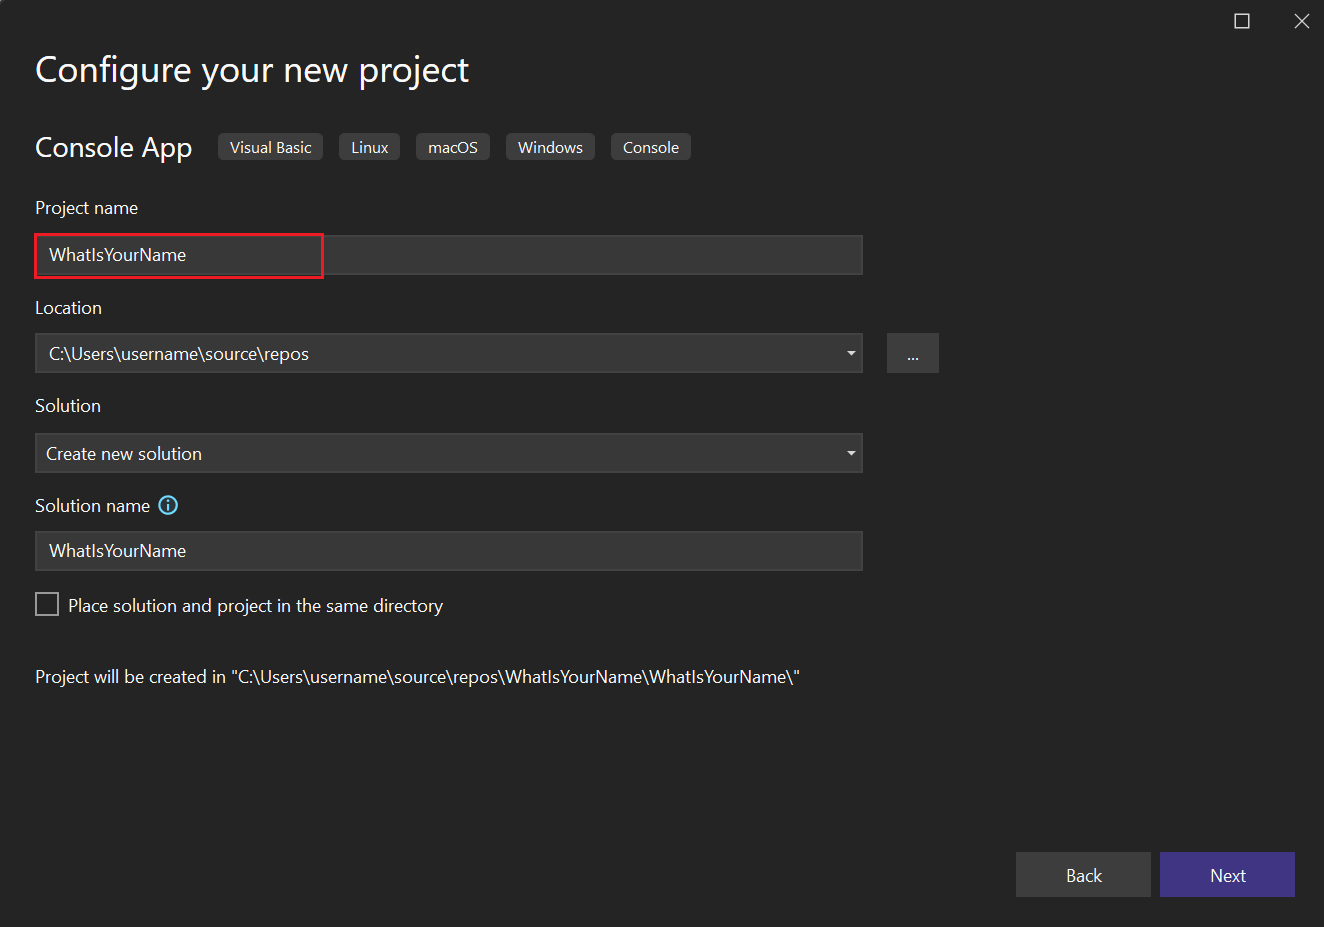 Configure your new project
Console App Visual Basic Linux macOS Windows Console
Project name
WhatIsYourName
Location
C:\Users\username\source\repos
...
Solution
Create new solution
Solution name
WhatIsYourName
Place solution and project in the same directory
Project will be created in "C:\Users\username\source\repos\WhatIsYourName\WhatIsYourName\"
Back Next